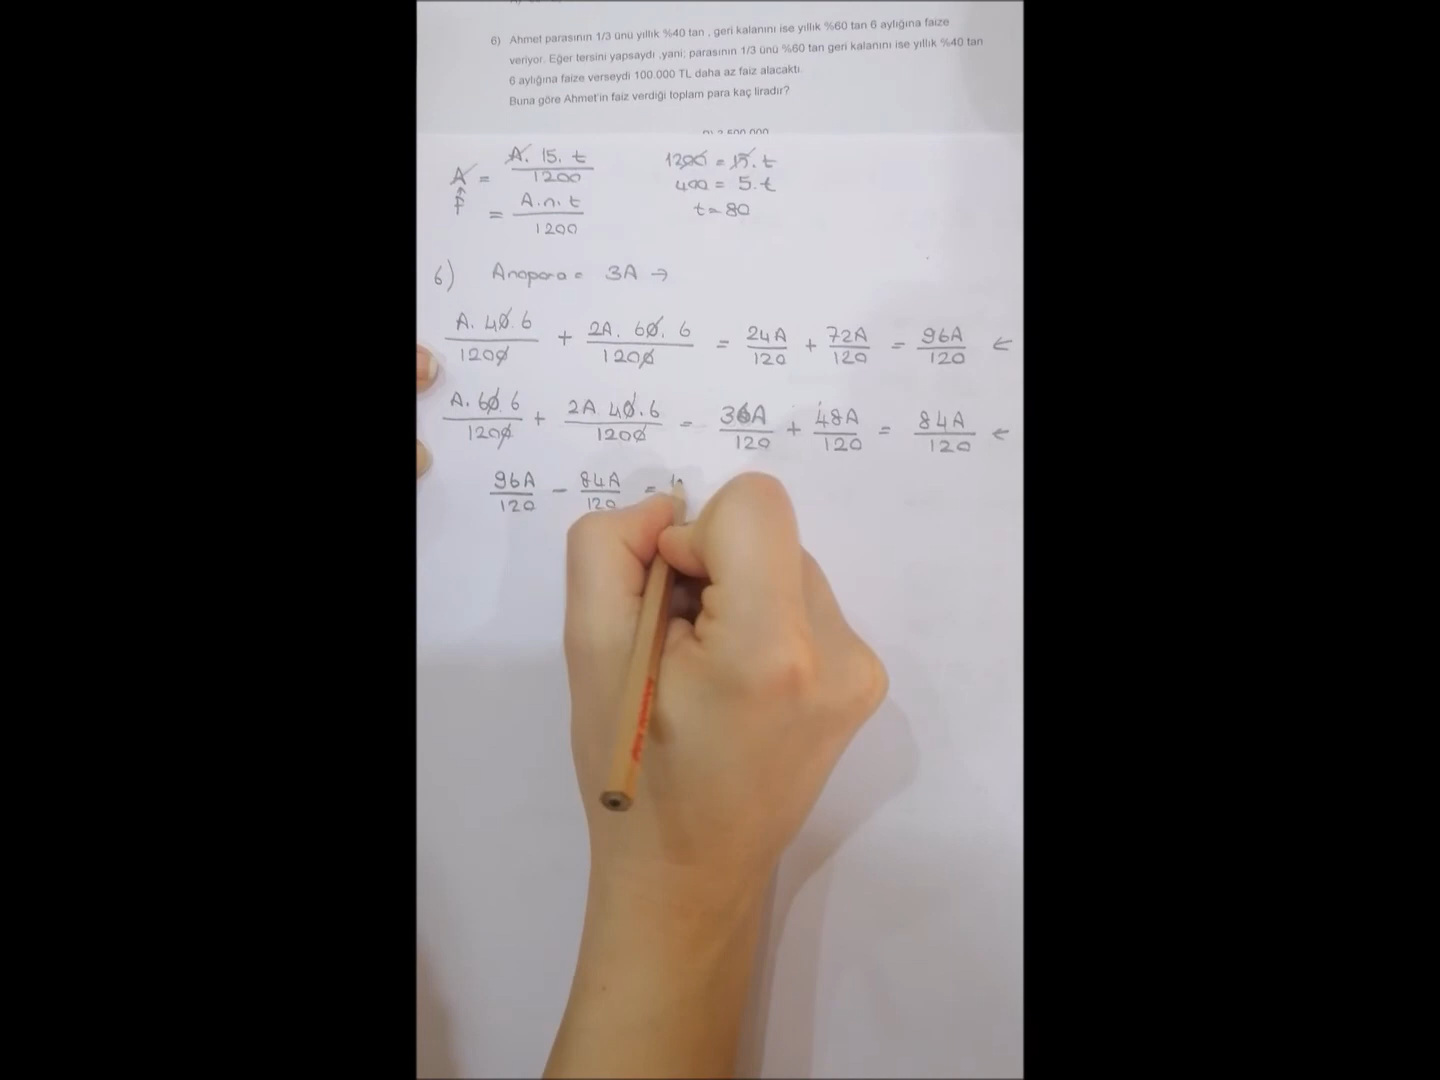 6) Ahmet parasının 1/3 ünü yıllık %40 tan , geri kalanını ise yıllık %60 tan 6 aylığına faize
veriyor. Eğer tersini yapsaydı ,yani; parasının 1/3 ünü %60 tan geri kalanını ise yıllık %40 tan
6 aylığına faize verseydi 100.000 TL daha az faiz alacaktı.
Buna göre Ahmet'in faiz verdiği toplam para kaç liradır?
A = A. 15. t / 1200
1200 = 15. t
400 = 5. t
F = A. n. t / 1200
t = 80
6) Anapara = 3A →
A. 40. 6 / 1200 + 2A. 60. 6 / 1200 = 24A / 120 + 72A / 120 = 96A / 120 ←
A. 60 6 / 1200 + 2A 40. 6 / 1200 = 36A / 120 + 48A / 120 = 84A / 120 ←
96A / 120 - 84A / 120 =